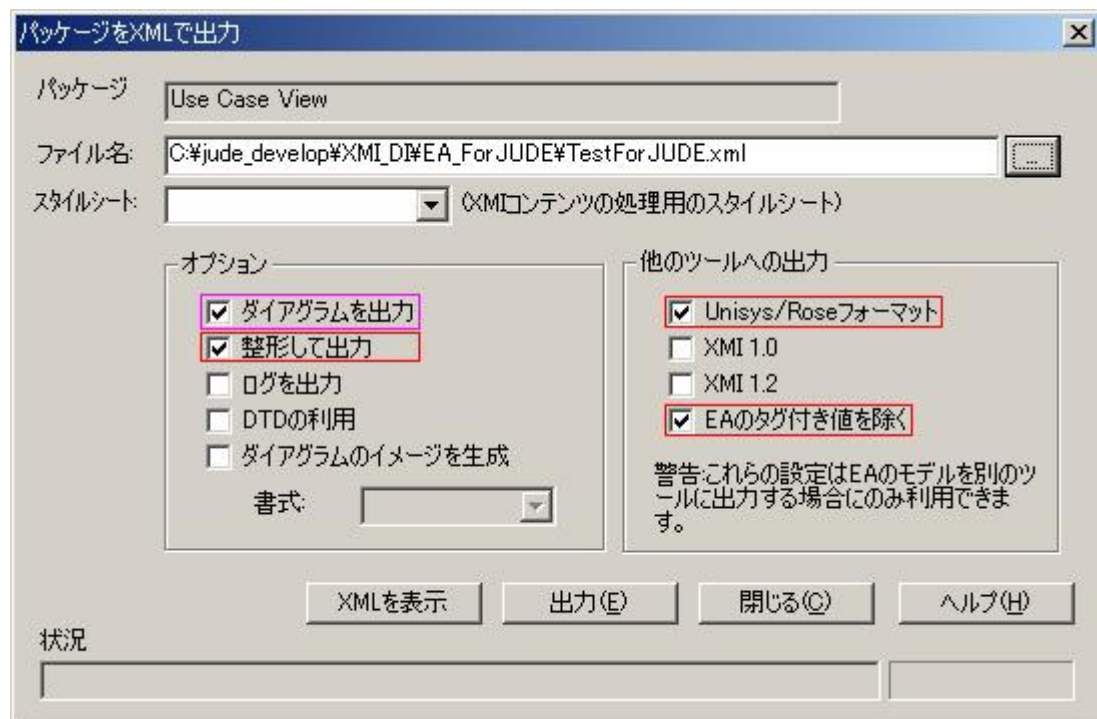 パッケージをXMLで出力
パッケージ
Use Case View
ファイル名:
C:¥jude_develop¥XMI_DI¥EA_ForJUDE¥TestForJUDE.xml
...
スタイルシート:
(XMIコンテンツの処理用のスタイルシート)
オプション
ダイアグラムを出力
整形して出力
ログを出力
DTDの利用
ダイアグラムのイメージを生成
書式:
他のツールへの出力
Unisys/Roseフォーマット
XMI 1.0
XMI 1.2
EAのタグ付き値を除く
警告:これらの設定はEAのモデルを別のツ
ールに出力する場合にのみ利用できま
す。
XMLを表示
出力(E)
閉じる(C)
ヘルプ(H)
状況